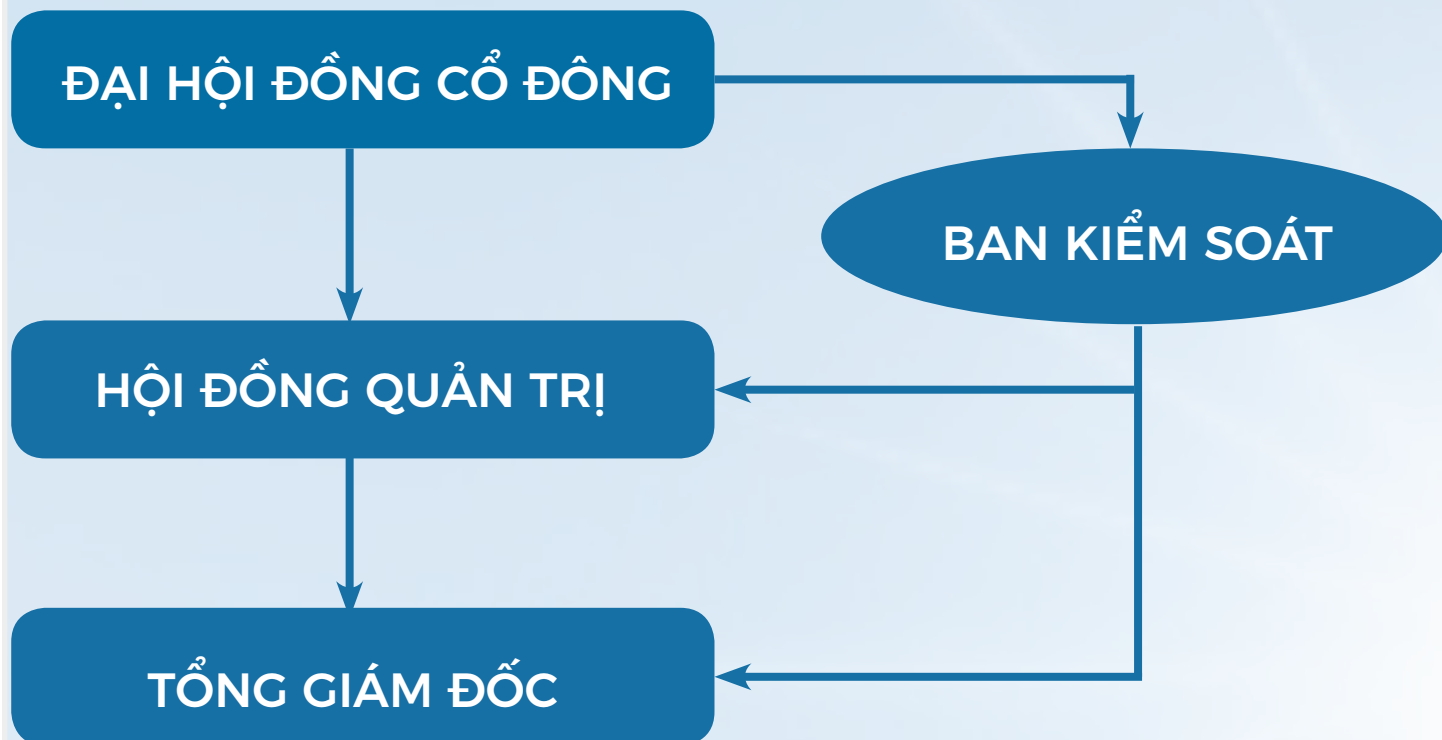 ĐẠI HỘI ĐỒNG CỔ ĐÔNG
BAN KIỂM SOÁT
HỘI ĐỒNG QUẢN TRỊ
TỔNG GIÁM ĐỐC